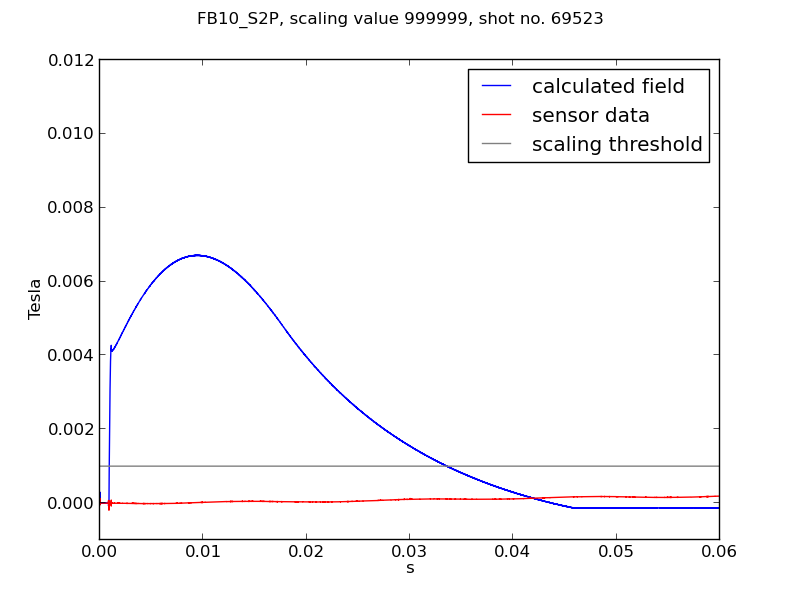 FB10_S2P, scaling value 999999, shot no. 69523
0.012
0.010
0.008
0.006
0.004
0.002
0.000
Tesla
calculated field
sensor data
scaling threshold
0.00 0.01 0.02 0.03 0.04 0.05 0.06
s